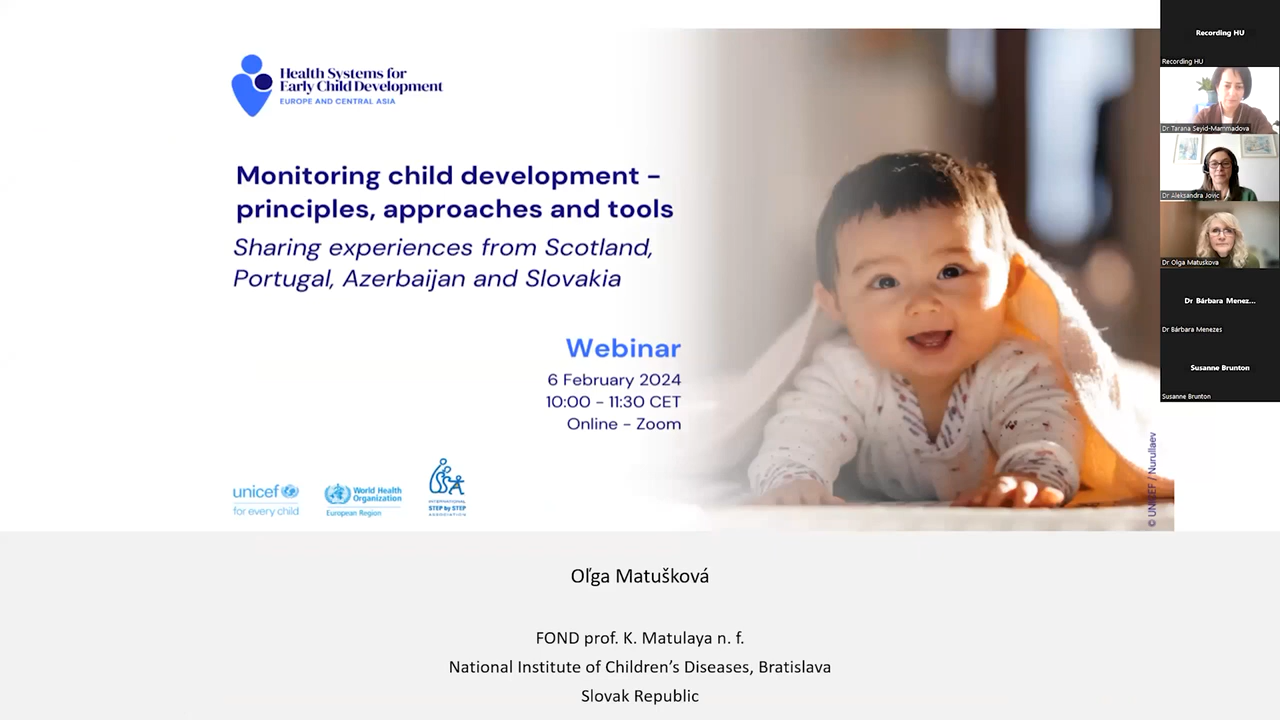 Health Systems for
Early Child Development
EUROPE AND CENTRAL ASIA
Monitoring child development –
principles, approaches and tools
Sharing experiences from Scotland,
Portugal, Azerbaijan and Slovakia
Webinar
6 February 2024
10:00 – 11:30 CET
Online – Zoom
unicef
for every child
World Health
Organization
European Region
INTERNATIONAL
STEP by STEP
ASSOCIATION
© UNICEF / Nurullaev
Oľga Matušková
FOND prof. K. Matulaya n. f.
National Institute of Children’s Diseases, Bratislava
Slovak Republic
Recording HU
Recording HU
Dr Tarana Seyid-Mammadova
Dr Aleksandra Jovic
Dr Olga Matuskova
Dr Bárbara Menez...
Dr Bárbara Menezes
Susanne Brunton
Susanne Brunton